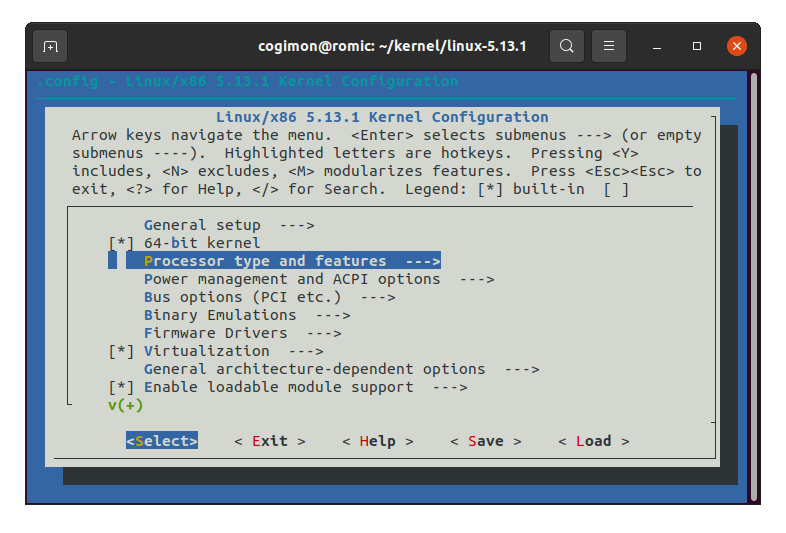 cogimon@romic: ~/kernel/linux-5.13.1
.config - Linux/x86 5.13.1 Kernel Configuration
Linux/x86 5.13.1 Kernel Configuration
Arrow keys navigate the menu.  <Enter> selects submenus ---> (or empty
submenus ----).  Highlighted letters are hotkeys.  Pressing <Y>
includes, <N> excludes, <M> modularizes features.  Press <Esc><Esc> to
exit, <?> for Help, </> for Search.  Legend: [*] built-in  [ ]
General setup  --->
[*] 64-bit kernel
Processor type and features  --->
Power management and ACPI options  --->
Bus options (PCI etc.)  --->
Binary Emulations  --->
Firmware Drivers  --->
[*] Virtualization  --->
General architecture-dependent options  --->
[*] Enable loadable module support  --->
v(+)
<Select>    < Exit >    < Help >    < Save >    < Load >